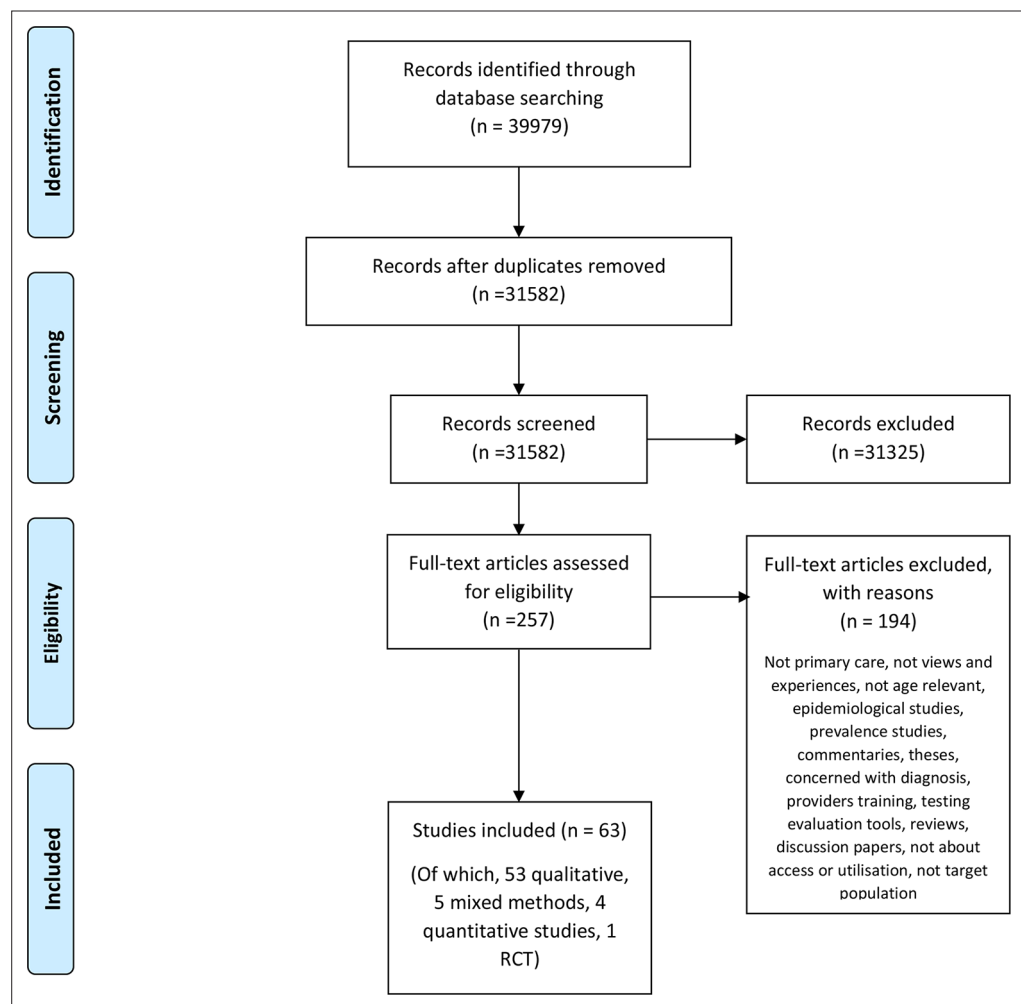 Identification
Records identified through
database searching
(n = 39979)
Records after duplicates removed
(n =31582)
Screening
Records screened
(n =31582)
Records excluded
(n =31325)
Eligibility
Full-text articles assessed
for eligibility
(n =257)
Full-text articles excluded,
with reasons
(n = 194)
Not primary care, not views and
experiences, not age relevant,
epidemiological studies,
prevalence studies,
commentaries, theses,
concerned with diagnosis,
providers training, testing
evaluation tools, reviews,
discussion papers, not about
access or utilisation, not target
population
Included
Studies included (n = 63)
(Of which, 53 qualitative,
5 mixed methods, 4
quantitative studies, 1
RCT)